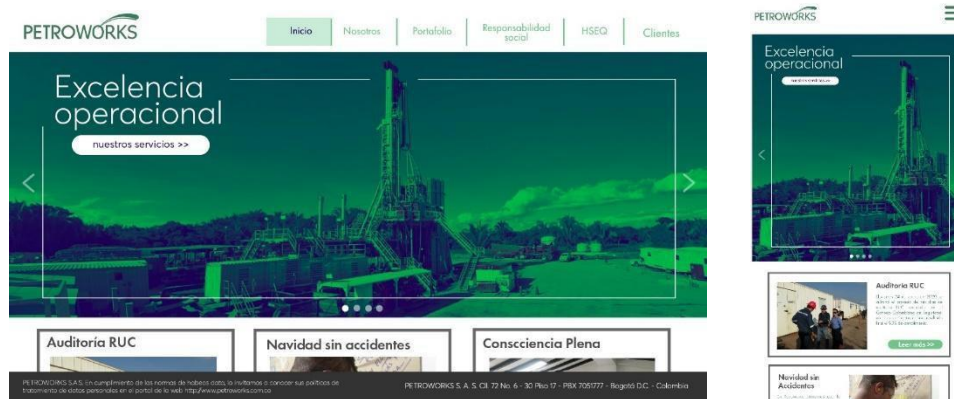 PETROWORKS
Inicio
Nosotros
Portafolio
Responsabilidad
social
HSEQ
Clientes
Excelencia
operacional
nuestros servicios >>
Auditoría RUC
Navidad sin accidentes
Conscciencia Plena
PETROWORKS S.A.S. En cumplimiento de las normas de habeas data, lo invitamos a conocer sus políticas de
tratamiento de datos personales en el portal de la web http://www.petroworks.com.co
PETROWORKS S. A. S. Cll. 72 No. 6 - 30 Piso 17 - PBX 7051777 - Bogotá D.C. - Colombia
PETROWORKS
Excelencia
operacional
nuestros servicios >>
Auditoría RUC
Leer más >>
Navidad sin
Accidentes